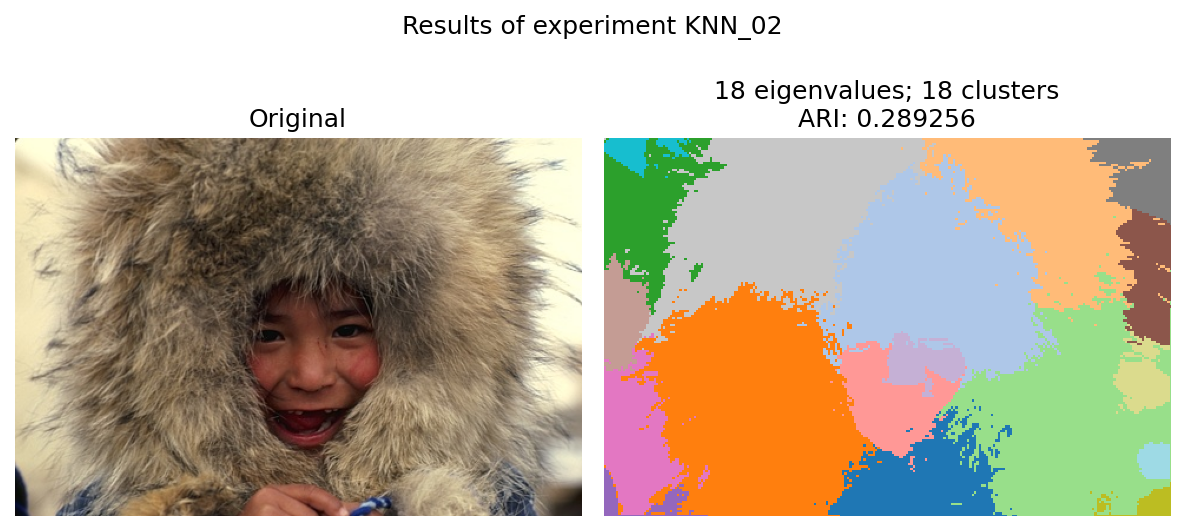 Results of experiment KNN_02
Original
18 eigenvalues; 18 clusters
ARI: 0.289256